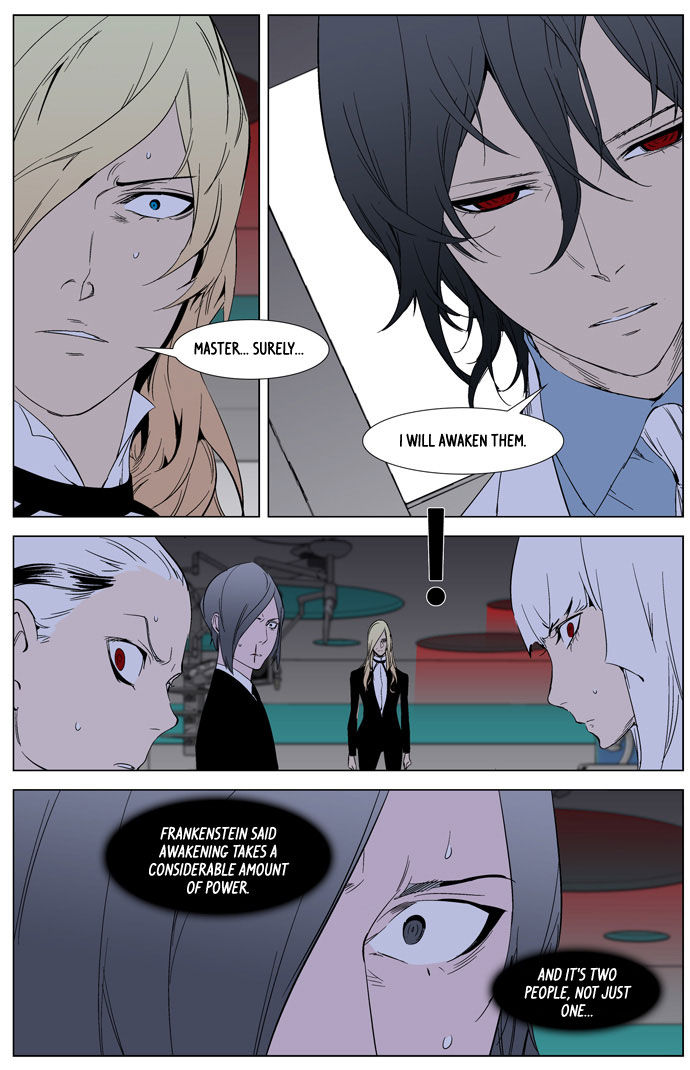 MASTER... SURELY...
I WILL AWAKEN THEM.
!
FRANKENSTEIN SAID
AWAKENING TAKES A
CONSIDERABLE AMOUNT
OF POWER.
AND IT'S TWO
PEOPLE, NOT JUST
ONE...